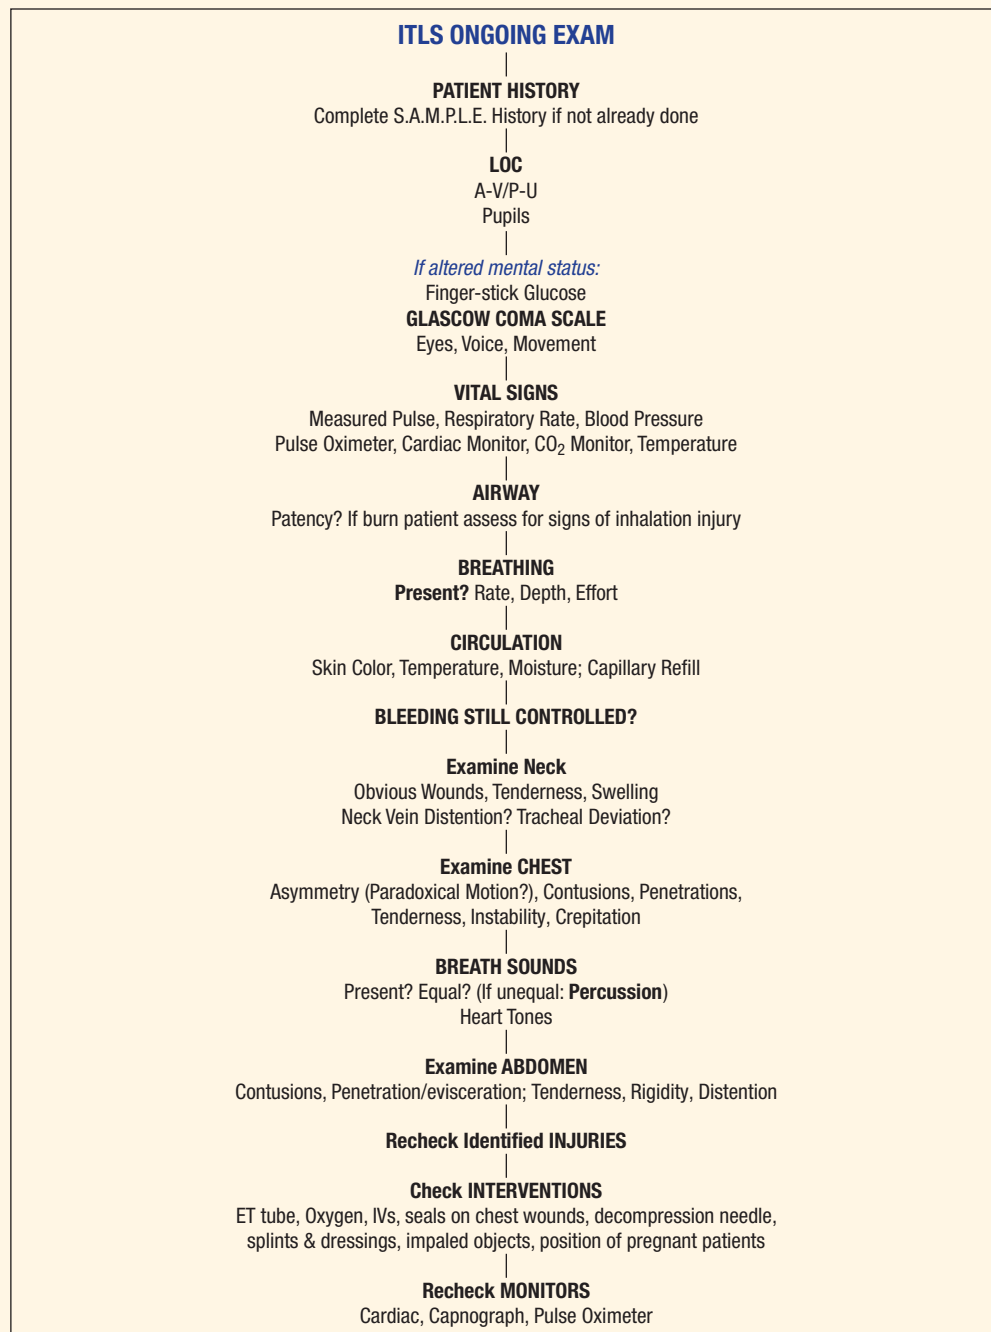 ITLS ONGOING EXAM
PATIENT HISTORY
Complete S.A.M.P.L.E. History if not already done
LOC
A-V/P-U
Pupils
If altered mental status:
Finger-stick Glucose
GLASCOW COMA SCALE
Eyes, Voice, Movement
VITAL SIGNS
Measured Pulse, Respiratory Rate, Blood Pressure
Pulse Oximeter, Cardiac Monitor, CO₂ Monitor, Temperature
AIRWAY
Patency? If burn patient assess for signs of inhalation injury
BREATHING
Present? Rate, Depth, Effort
CIRCULATION
Skin Color, Temperature, Moisture; Capillary Refill
BLEEDING STILL CONTROLLED?
Examine Neck
Obvious Wounds, Tenderness, Swelling
Neck Vein Distention? Tracheal Deviation?
Examine CHEST
Asymmetry (Paradoxical Motion?), Contusions, Penetrations,
Tenderness, Instability, Crepitation
BREATH SOUNDS
Present? Equal? (If unequal: Percussion)
Heart Tones
Examine ABDOMEN
Contusions, Penetration/evisceration; Tenderness, Rigidity, Distention
Recheck Identified INJURIES
Check INTERVENTIONS
ET tube, Oxygen, IVs, seals on chest wounds, decompression needle,
splints & dressings, impaled objects, position of pregnant patients
Recheck MONITORS
Cardiac, Capnograph, Pulse Oximeter